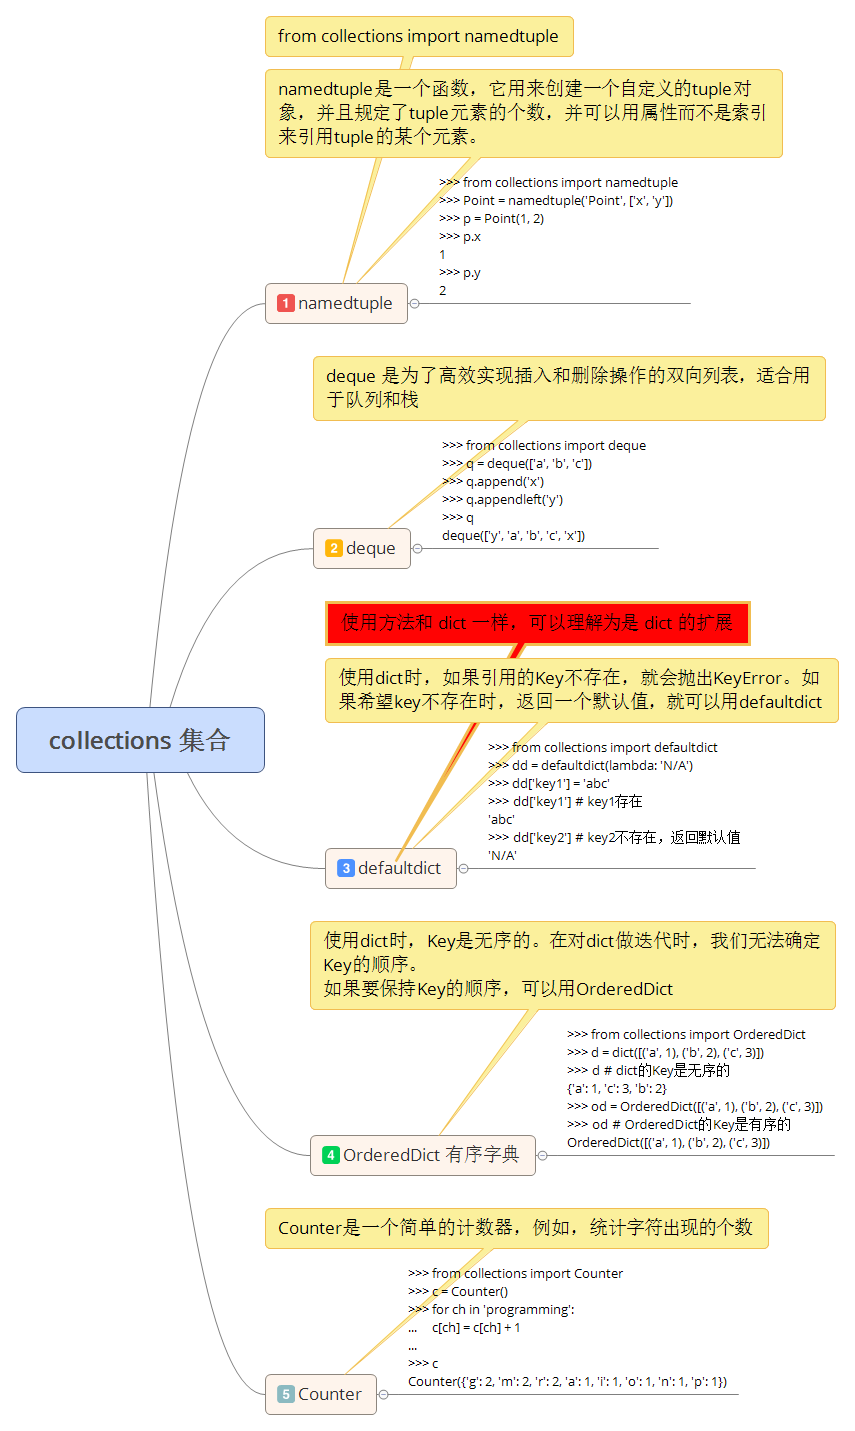 from collections import namedtuple
namedtuple是一个函数，它用来创建一个自定义的tuple对
象，并且规定了tuple元素的个数，并可以用属性而不是索引
来引用tuple的某个元素。
>>> from collections import namedtuple
>>> Point = namedtuple('Point', ['x', 'y'])
>>> p = Point(1, 2)
>>> p.x
1
>>> p.y
2
1 namedtuple
deque 是为了高效实现插入和删除操作的双向列表，适合用
于队列和栈
>>> from collections import deque
>>> q = deque(['a', 'b', 'c'])
>>> q.append('x')
>>> q.appendleft('y')
>>> q
deque(['y', 'a', 'b', 'c', 'x'])
2 deque
使用方法和 dict 一样，可以理解为是 dict 的扩展
使用dict时，如果引用的Key不存在，就会抛出KeyError。如
果希望key不存在时，返回一个默认值，就可以用defaultdict
collections 集合
>>> from collections import defaultdict
>>> dd = defaultdict(lambda: 'N/A')
>>> dd['key1'] = 'abc'
>>> dd['key1'] # key1存在
'abc'
>>> dd['key2'] # key2不存在，返回默认值
'N/A'
3 defaultdict
使用dict时，Key是无序的。在对dict做迭代时，我们无法确定
Key的顺序。
如果要保持Key的顺序，可以用OrderedDict
>>> from collections import OrderedDict
>>> d = dict([('a', 1), ('b', 2), ('c', 3)])
>>> d # dict的Key是无序的
{'a': 1, 'c': 3, 'b': 2}
>>> od = OrderedDict([('a', 1), ('b', 2), ('c', 3)])
>>> od # OrderedDict的Key是有序的
OrderedDict([('a', 1), ('b', 2), ('c', 3)])
4 OrderedDict 有序字典
Counter是一个简单的计数器，例如，统计字符出现的个数
>>> from collections import Counter
>>> c = Counter()
>>> for ch in 'programming':
...     c[ch] = c[ch] + 1
...
>>> c
Counter({'g': 2, 'm': 2, 'r': 2, 'a': 1, 'i': 1, 'o': 1, 'n': 1, 'p': 1})
5 Counter